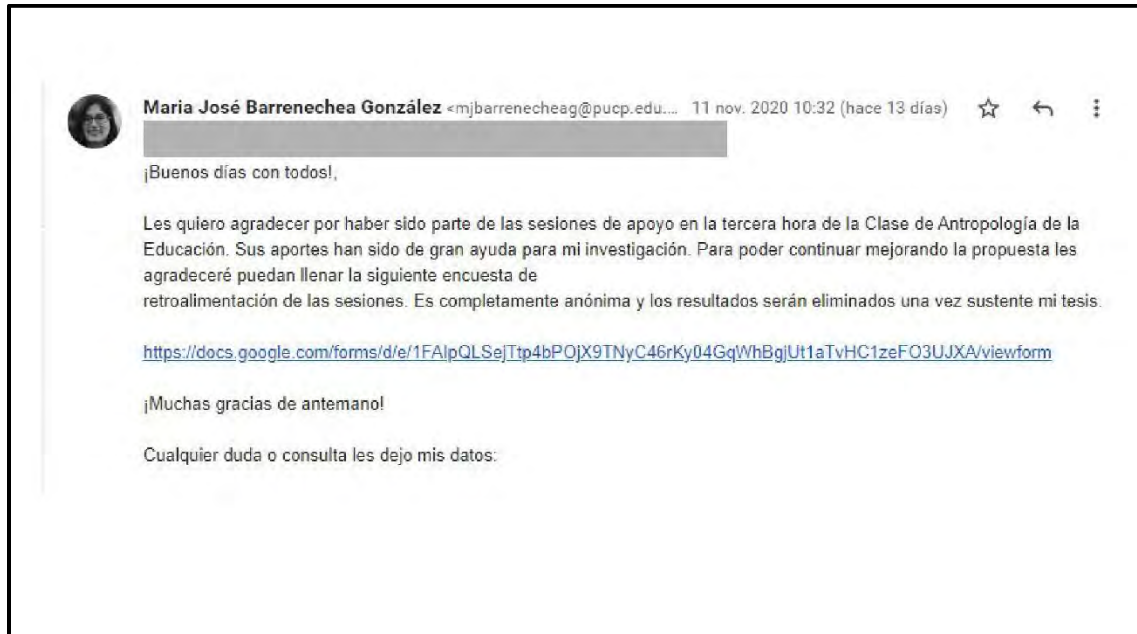 Maria José Barrenechea González <mjbarrenecheag@pucp.edu.... 11 nov. 2020 10:32 (hace 13 días)
¡Buenos días con todos!,
Les quiero agradecer por haber sido parte de las sesiones de apoyo en la tercera hora de la Clase de Antropología de la
Educación. Sus aportes han sido de gran ayuda para mi investigación. Para poder continuar mejorando la propuesta les
agradeceré puedan llenar la siguiente encuesta de
retroalimentación de las sesiones. Es completamente anónima y los resultados serán eliminados una vez sustente mi tesis.
https://docs.google.com/forms/d/e/1FAIpQLSejTtp4bPOjX9TNyC46rKy04GqWhBgjUt1aTvHC1zeFO3UJXA/viewform
¡Muchas gracias de antemano!
Cualquier duda o consulta les dejo mis datos: